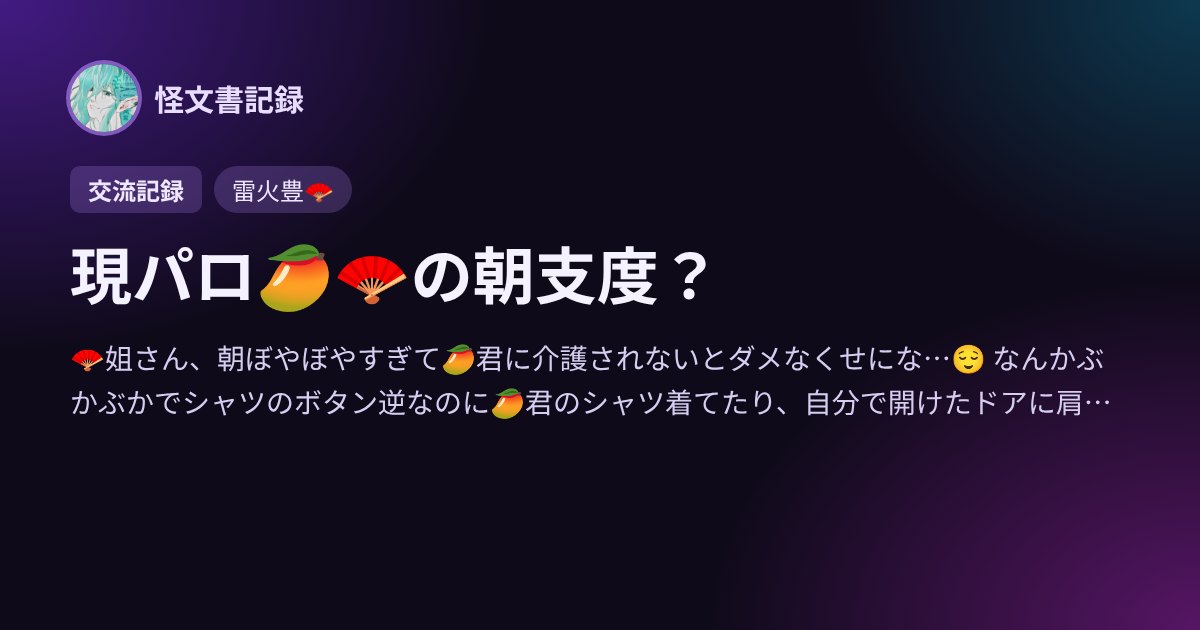 怪文書記録
交流記録
雷火豊🪭
現パロ🥭🪭の朝支度？
🪭姐さん、朝ぼやぼやすぎて🥭君に介護されないとダメなくせにな…😌 なんかぶ
かぶかでシャツのボタン逆なのに🥭君のシャツ着てたり、自分で開けたドアに肩…